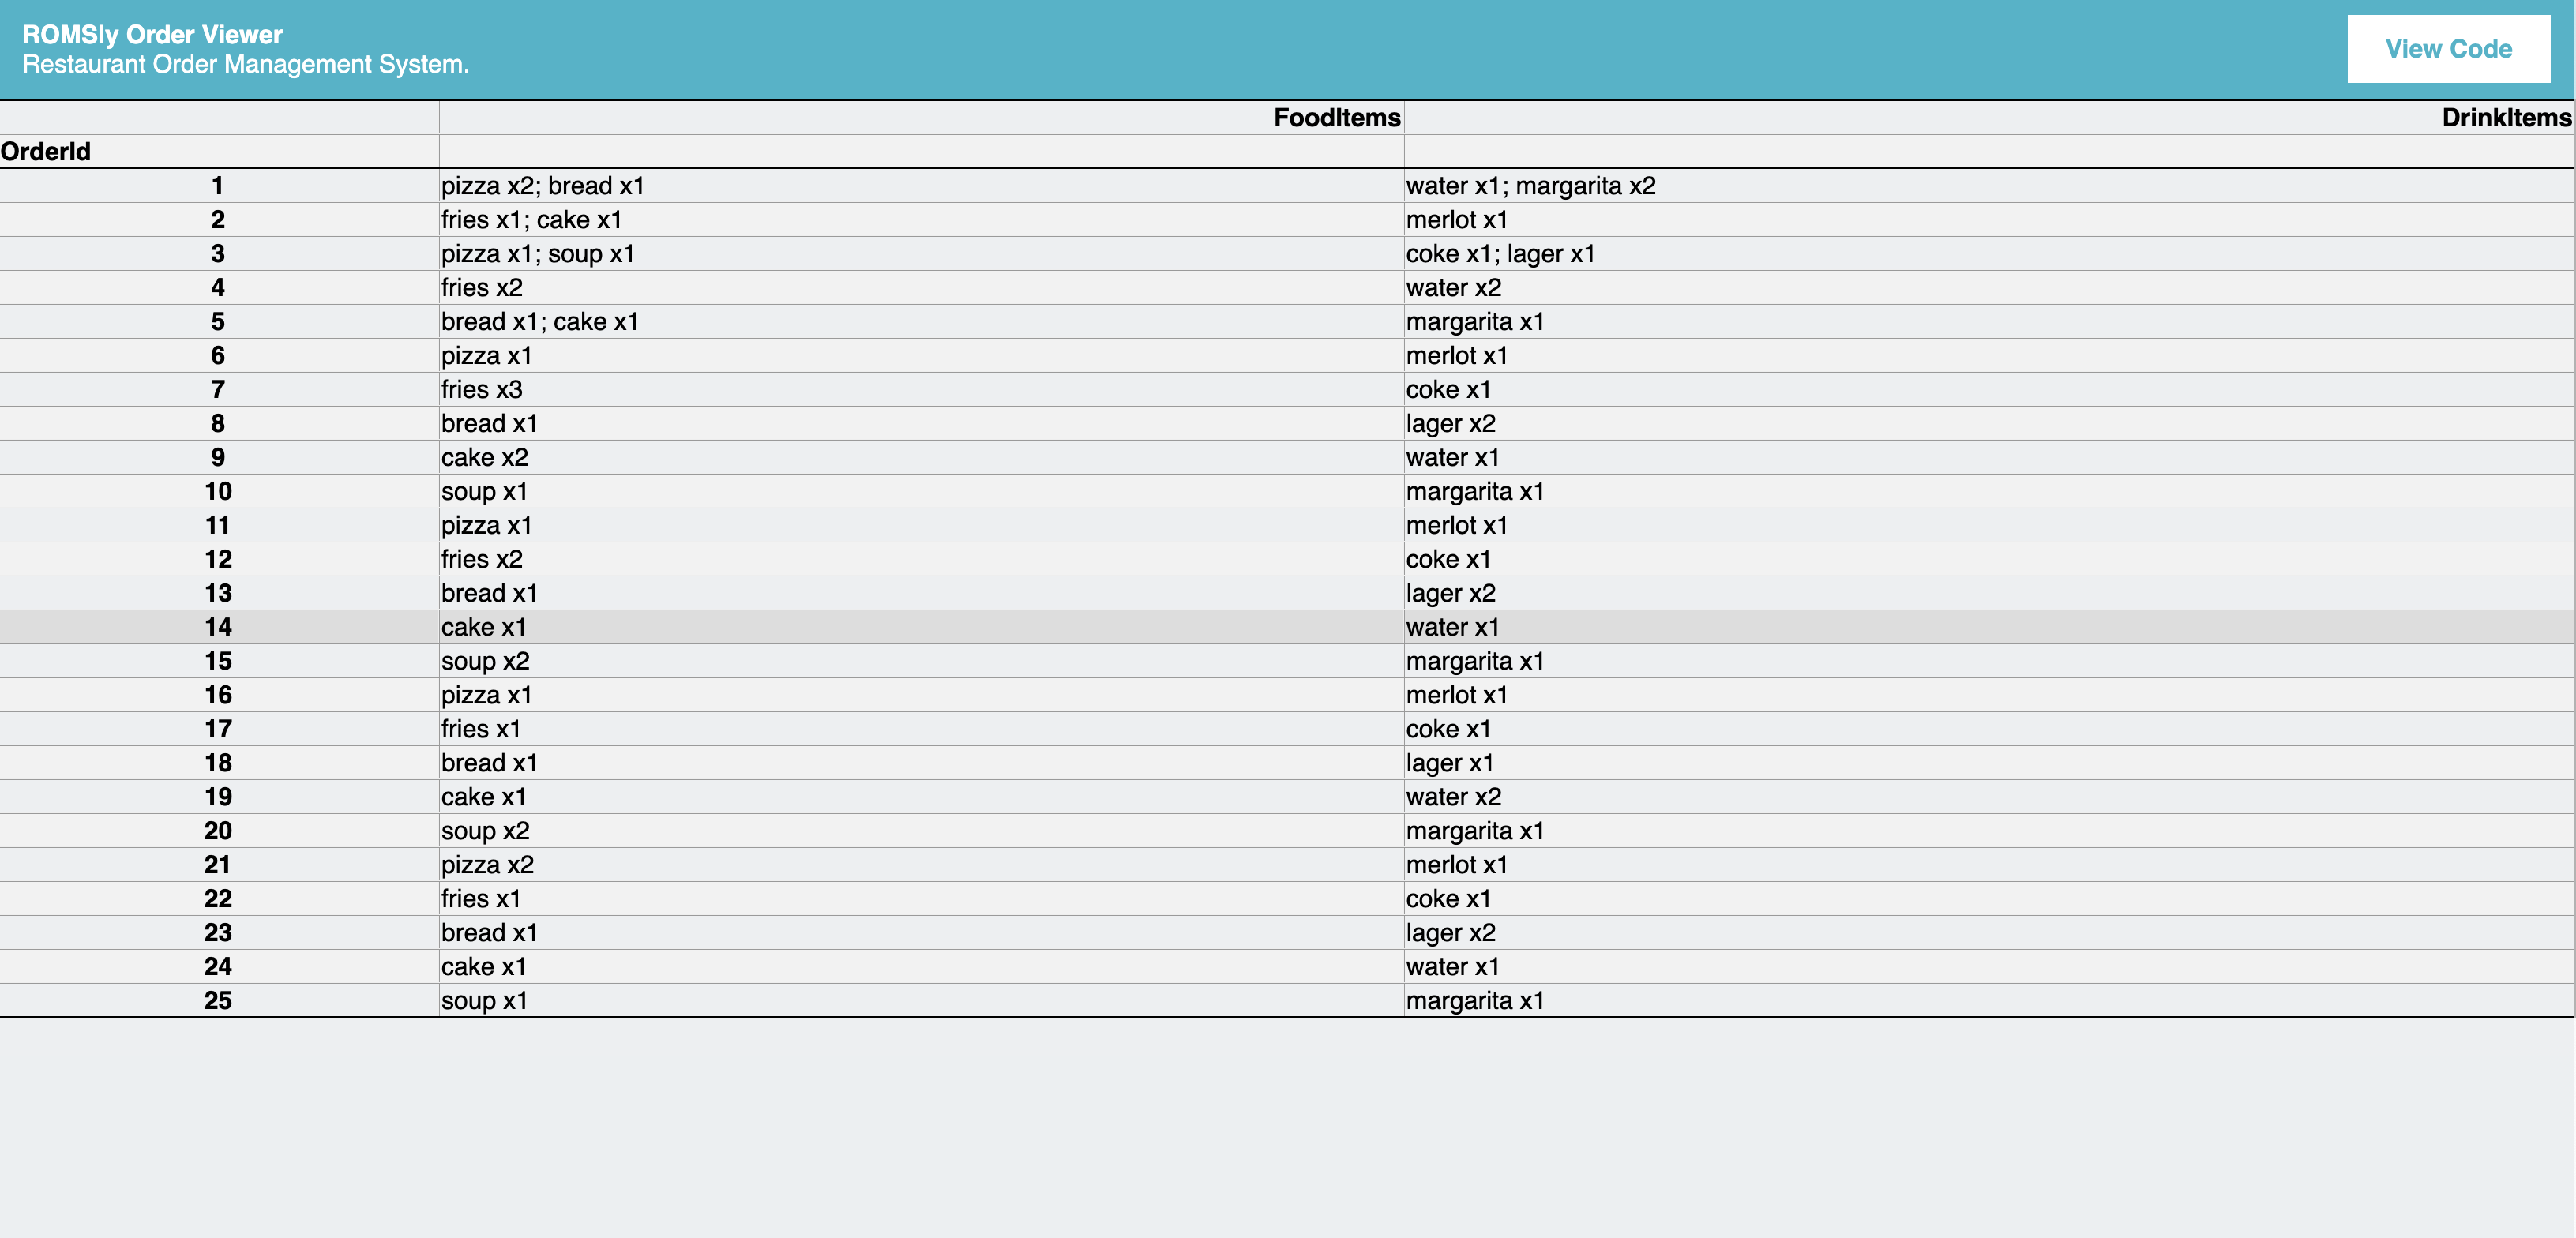 ROMSly Order Viewer
Restaurant Order Management System.
View Code
FoodItems DrinkItems
OrderId
1 pizza x2; bread x1 water x1; margarita x2
2 fries x1; cake x1 merlot x1
3 pizza x1; soup x1 coke x1; lager x1
4 fries x2 water x2
5 bread x1; cake x1 margarita x1
6 pizza x1 merlot x1
7 fries x3 coke x1
8 bread x1 lager x2
9 cake x2 water x1
10 soup x1 margarita x1
11 pizza x1 merlot x1
12 fries x2 coke x1
13 bread x1 lager x2
14 cake x1 water x1
15 soup x2 margarita x1
16 pizza x1 merlot x1
17 fries x1 coke x1
18 bread x1 lager x1
19 cake x1 water x2
20 soup x2 margarita x1
21 pizza x2 merlot x1
22 fries x1 coke x1
23 bread x1 lager x2
24 cake x1 water x1
25 soup x1 margarita x1